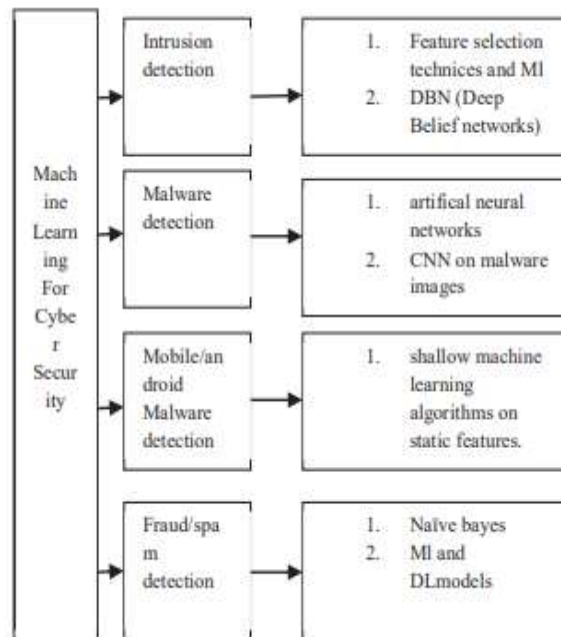 Mach
ine
Learn
ing
For
Cybe
r
Secur
ity
Intrusion
detection
1. Feature selection
technices and Ml
2. DBN (Deep
Belief networks)
Malware
detection
1. artifical neural
networks
2. CNN on malware
images
Mobile/an
droid
Malware
detection
1. shallow machine
learning
algorithms on
static features.
Fraud/spa
m
detection
1. Naïve bayes
2. Ml and
DLmodels